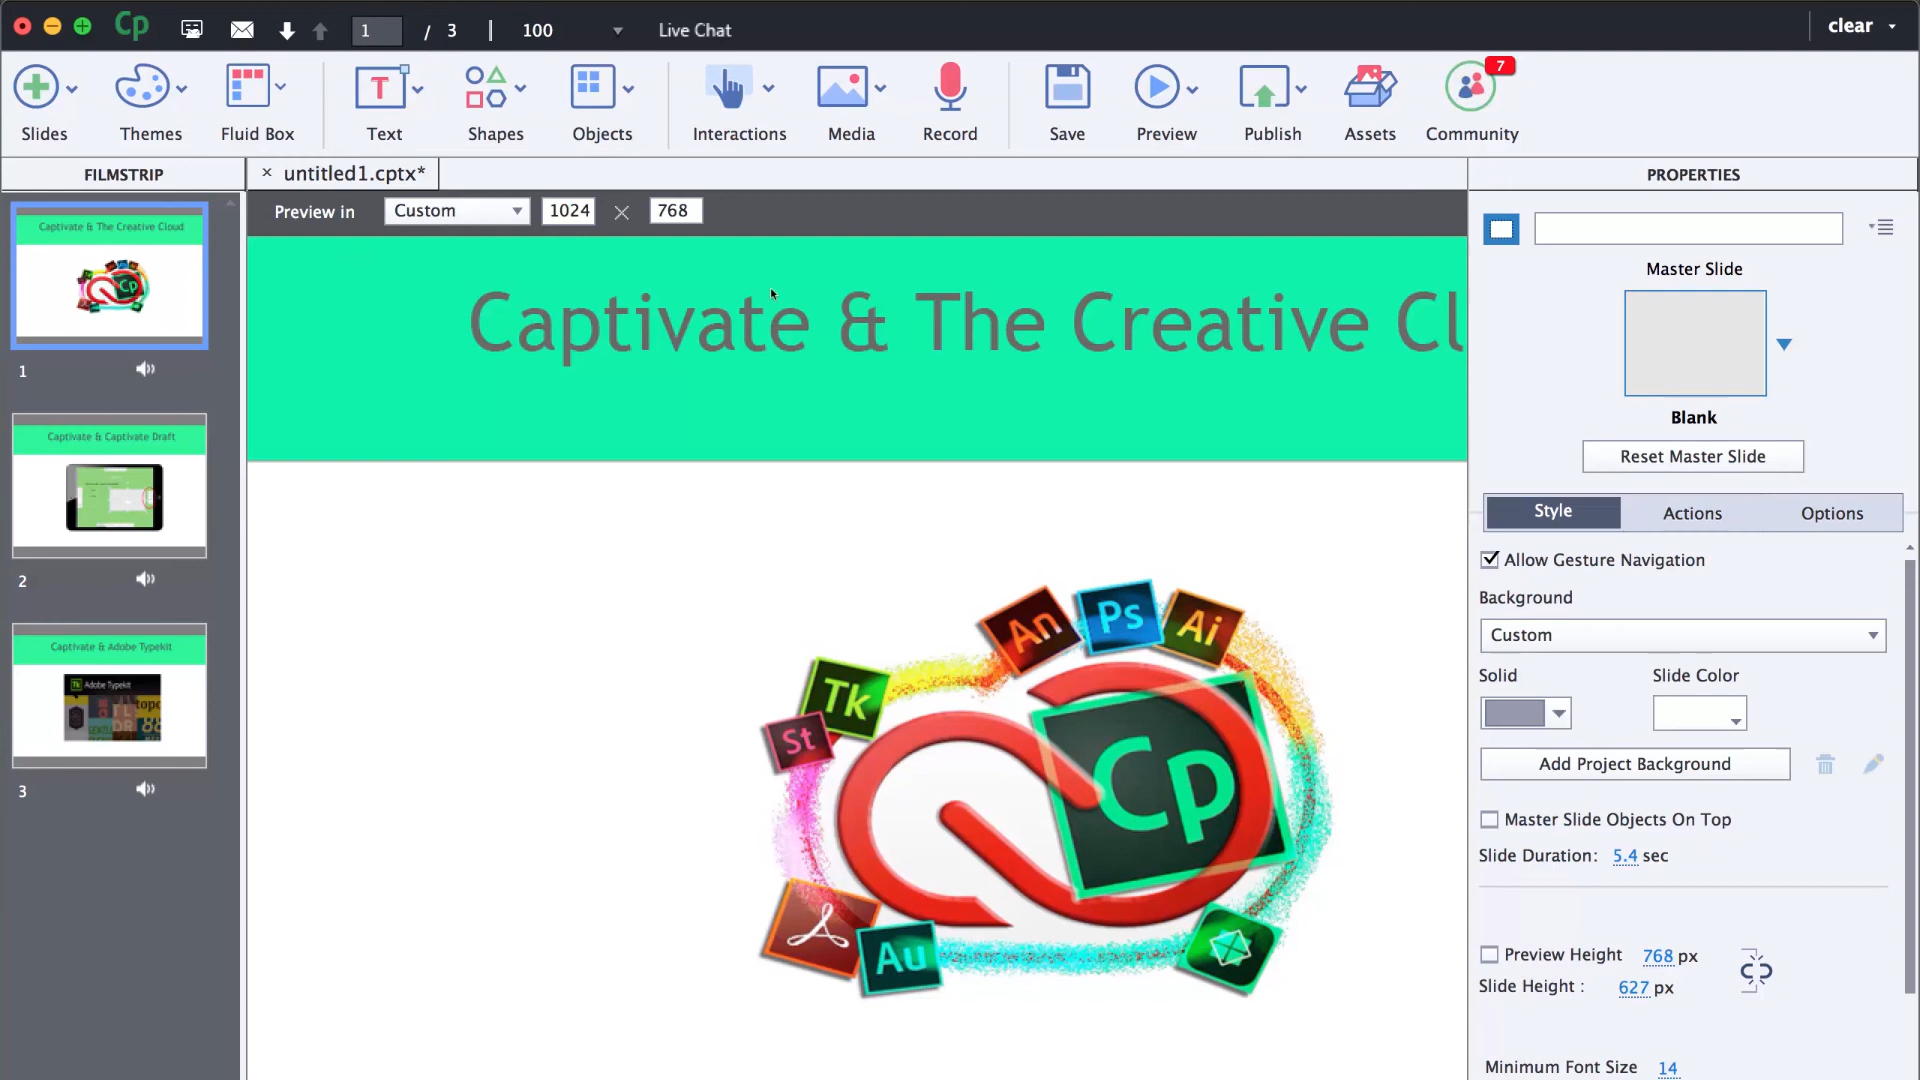 Cp 1 / 3 100 Live Chat clear
7
Slides Themes Fluid Box Text Shapes Objects Interactions Media Record Save Preview Publish Assets Community
FILMSTRIP × untitled1.cptx* PROPERTIES
Preview in Custom 1024 768
Captivate & The Creative Cloud
Cp
1
Captivate & Captivate Draft
2
Captivate & Adobe Typekit
Tk Adobe Typekit
3
Captivate & The Creative Cl
An Ps Ai
Tk
St
Cp
Au
Master Slide
Blank
Reset Master Slide
Style Actions Options
Allow Gesture Navigation
Background
Custom
Solid Slide Color
Add Project Background
Master Slide Objects On Top
Slide Duration: 5.4 sec
Preview Height 768 px
Slide Height : 627 px
Minimum Font Size 14